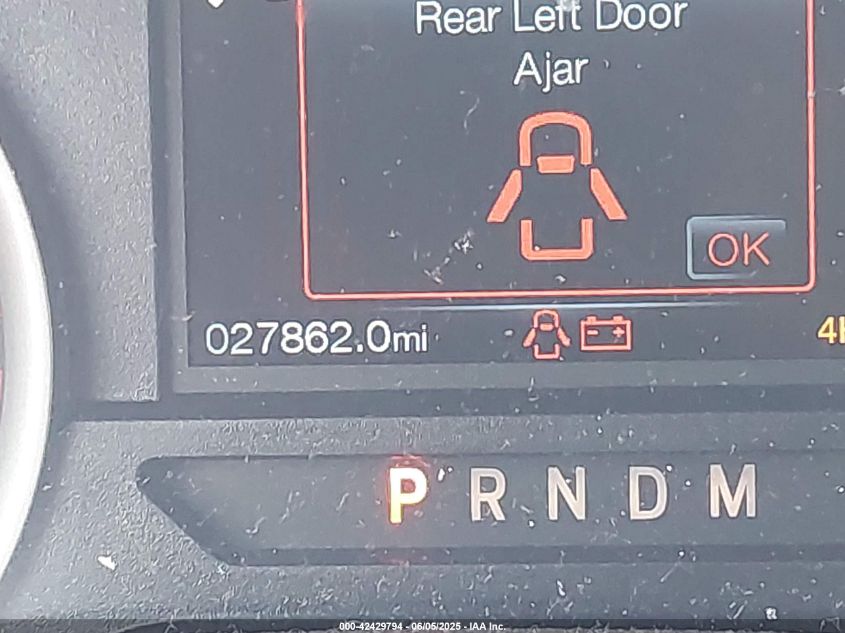 Rear Left Door
Ajar
OK
027862.0mi
P R N D M
000-42429794 - 06/05/2025 - IAA Inc.